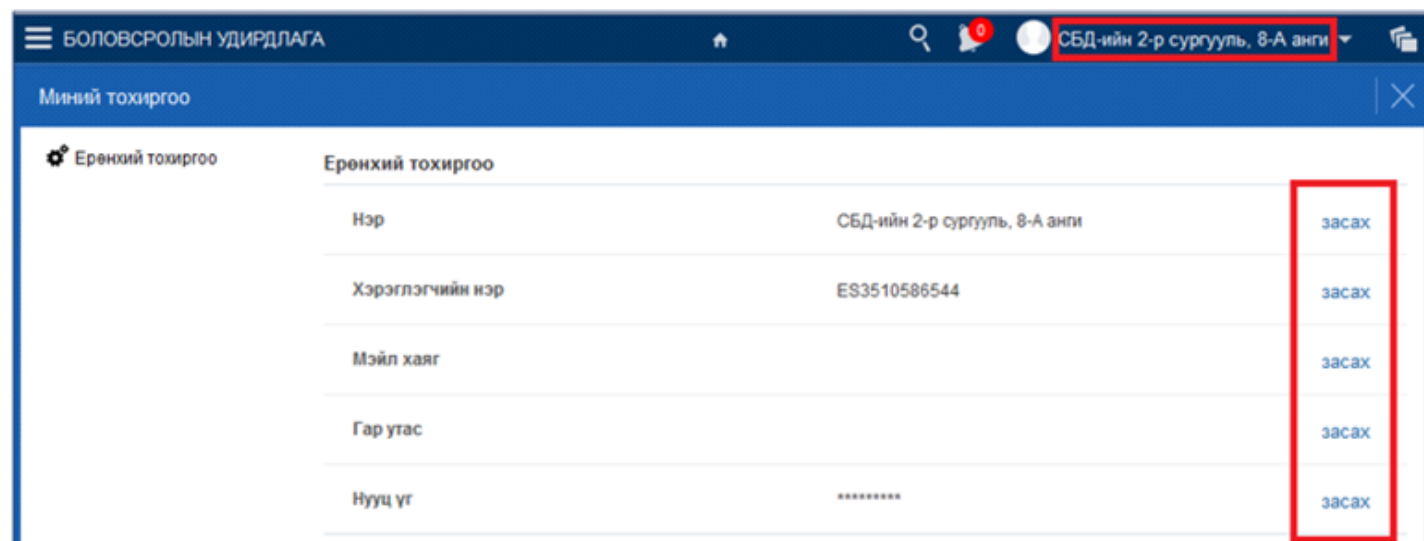 БОЛОВСРОЛЫН УДИРДЛАГА 0 СБД-ийн 2-р сургууль, 8-А анги
Миний тохиргоо
Ерөнхий тохиргоо
Ерөнхий тохиргоо
Нэр СБД-ийн 2-р сургууль, 8-А анги засах
Хэрэглэгчийн нэр ES3510586544 засах
Мэйл хаяг засах
Гар утас засах
Нууц үг ********* засах